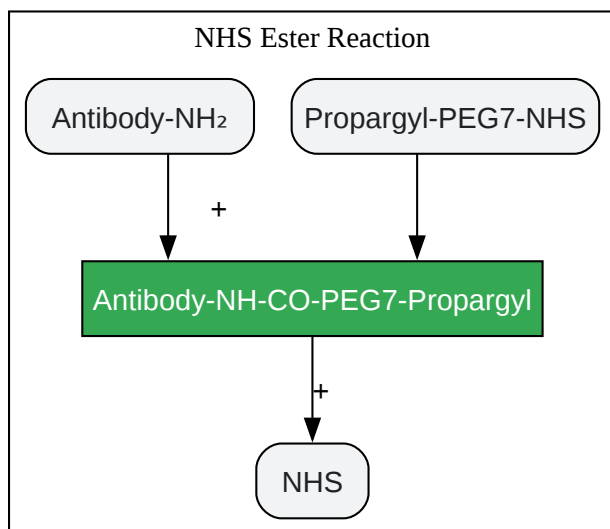 NHS Ester Reaction
Antibody-NH₂
Propargyl-PEG7-NHS
+
Antibody-NH-CO-PEG7-Propargyl
+
NHS